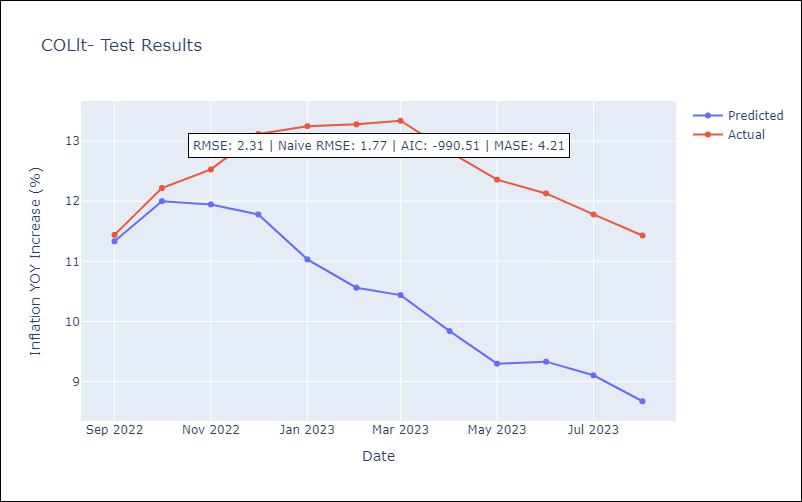 COLlt- Test Results
Predicted
Actual
RMSE: 2.31 | Naive RMSE: 1.77 | AIC: -990.51 | MASE: 4.21
Inflation YOY Increase (%)
13
12
11
10
9
Sep 2022
Nov 2022
Jan 2023
Mar 2023
May 2023
Jul 2023
Date